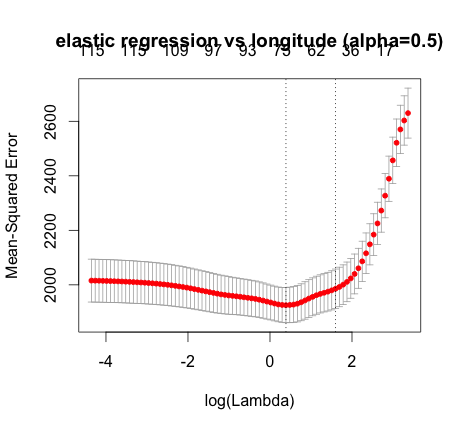 elastic regression vs longitude (alpha=0.5)
115 115 109 97 93 75 62 36 17
Mean-Squared Error
2600
2400
2200
2000
-4 -2 0 2
log(Lambda)